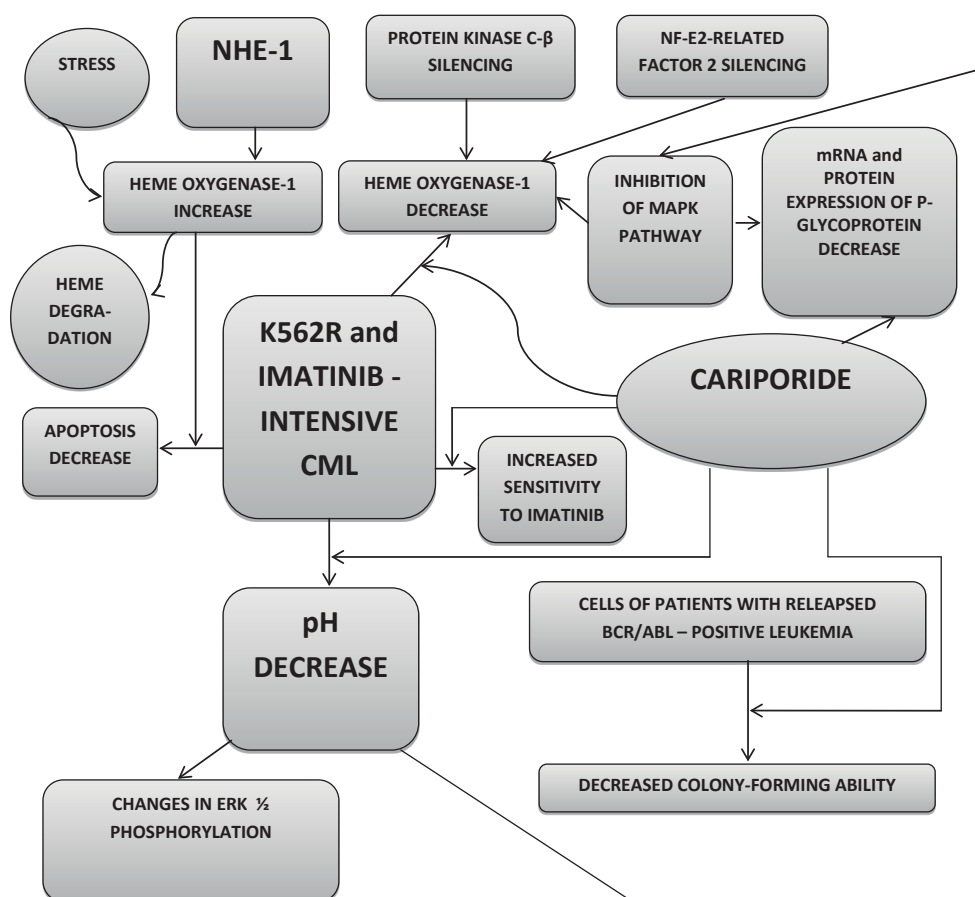 STRESS
NHE-1
PROTEIN KINASE C-β
SILENCING
NF-E2-RELATED
FACTOR 2 SILENCING
HEME OXYGENASE-1
INCREASE
HEME OXYGENASE-1
DECREASE
INHIBITION
OF MAPK
PATHWAY
mRNA and
PROTEIN
EXPRESSION OF P-
GLYCOPROTEIN
DECREASE
HEME
DEGRA-
DATION
K562R and
IMATINIB -
INTENSIVE
CML
CARIPORIDE
APOPTOSIS
DECREASE
INCREASED
SENSITIVITY
TO IMATINIB
pH
DECREASE
CELLS OF PATIENTS WITH RELEAPSED
BCR/ABL – POSITIVE LEUKEMIA
DECREASED COLONY-FORMING ABILITY
CHANGES IN ERK ½
PHOSPHORYLATION